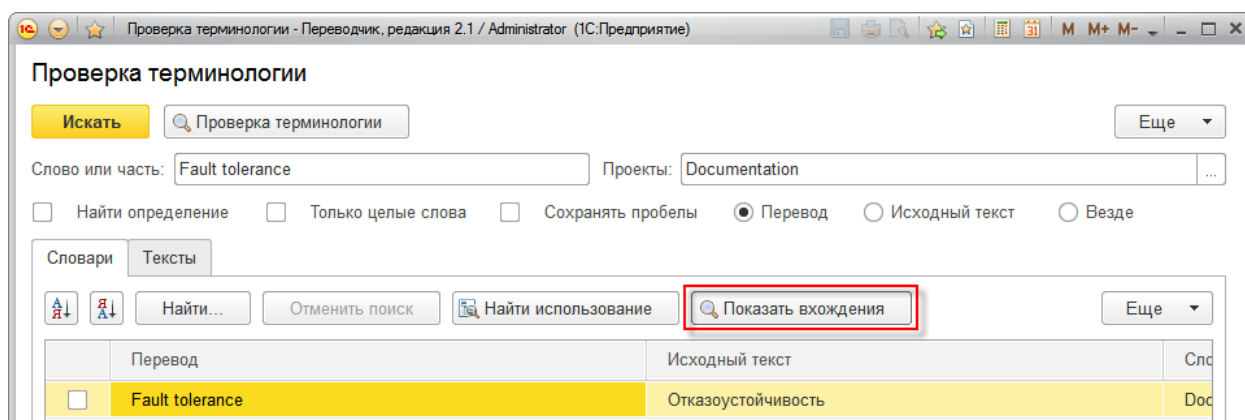 1С Проверка терминологии - Переводчик, редакция 2.1 / Administrator (1С:Предприятие) 31 M M+ M-
Проверка терминологии
Искать Проверка терминологии Еще
Слово или часть: Fault tolerance Проекты: Documentation ...
Найти определение Только целые слова Сохранять пробелы Перевод Исходный текст Везде
Словари Тексты
А Я Я А Найти... Отменить поиск Найти использование Показать вхождения Еще
Перевод Исходный текст Сло
Fault tolerance Отказоустойчивость Doc